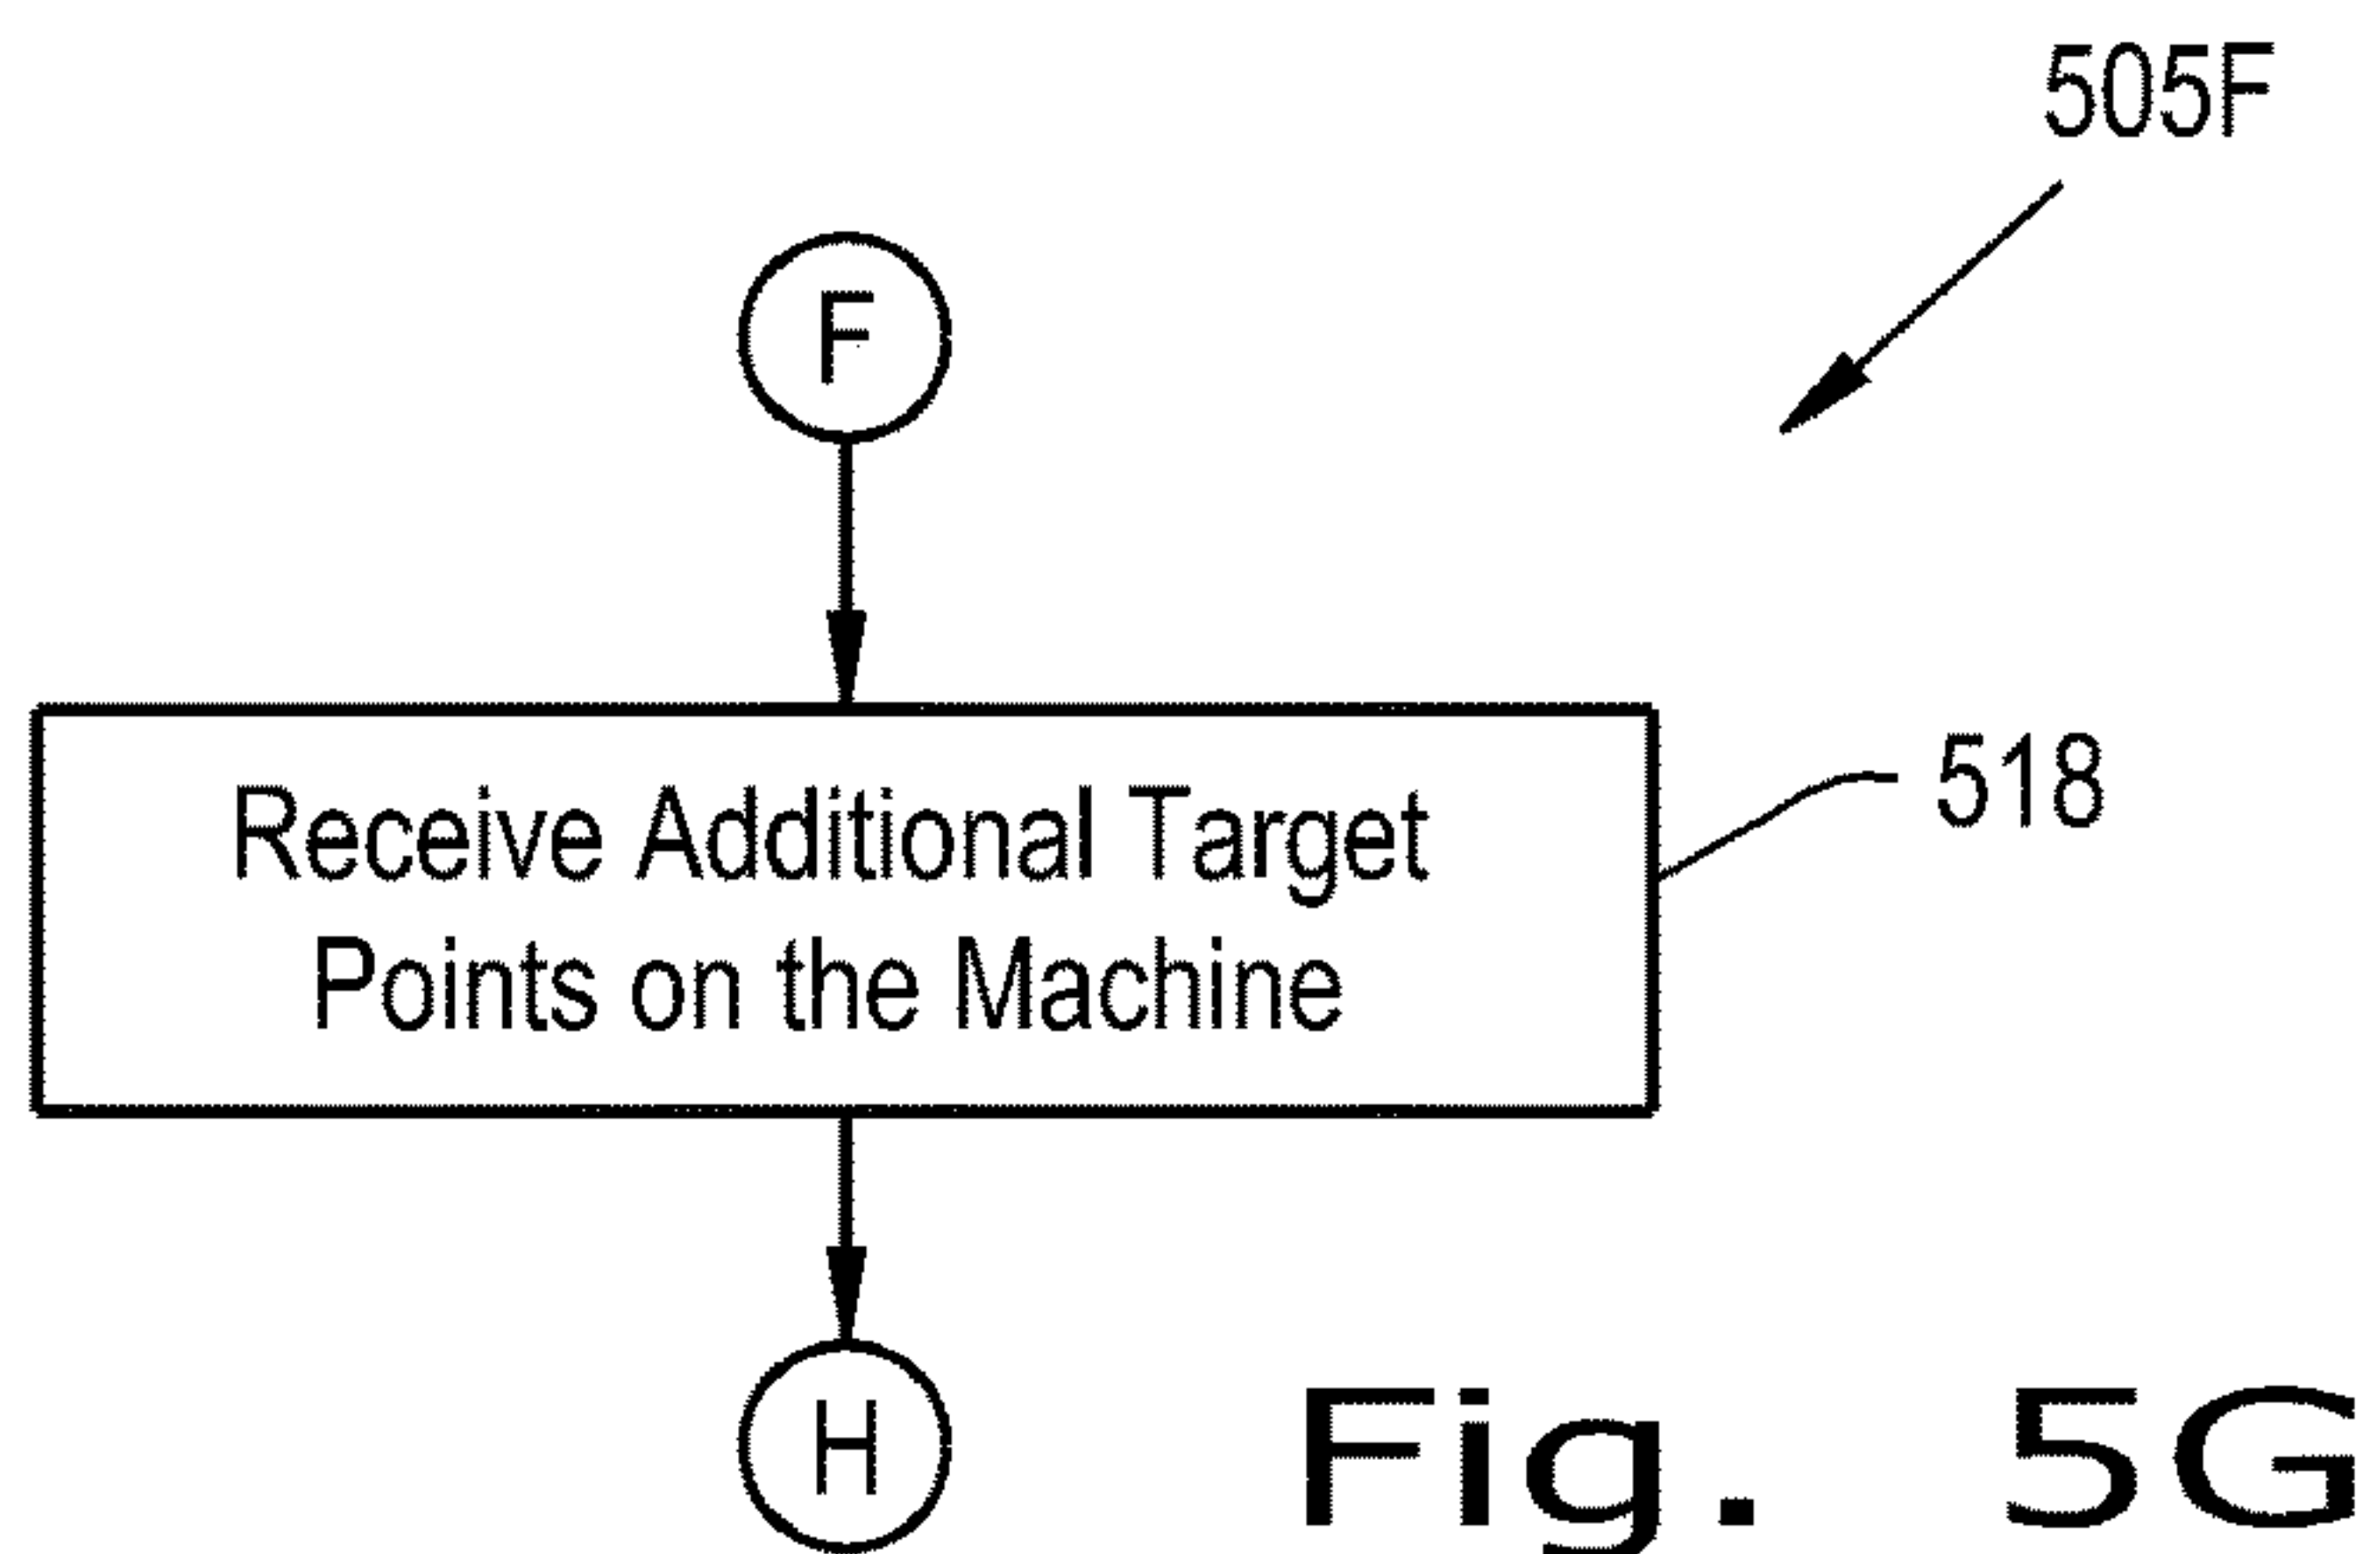 505F
F
Receive Additional Target
Points on the Machine
518
H
Fig. 5G